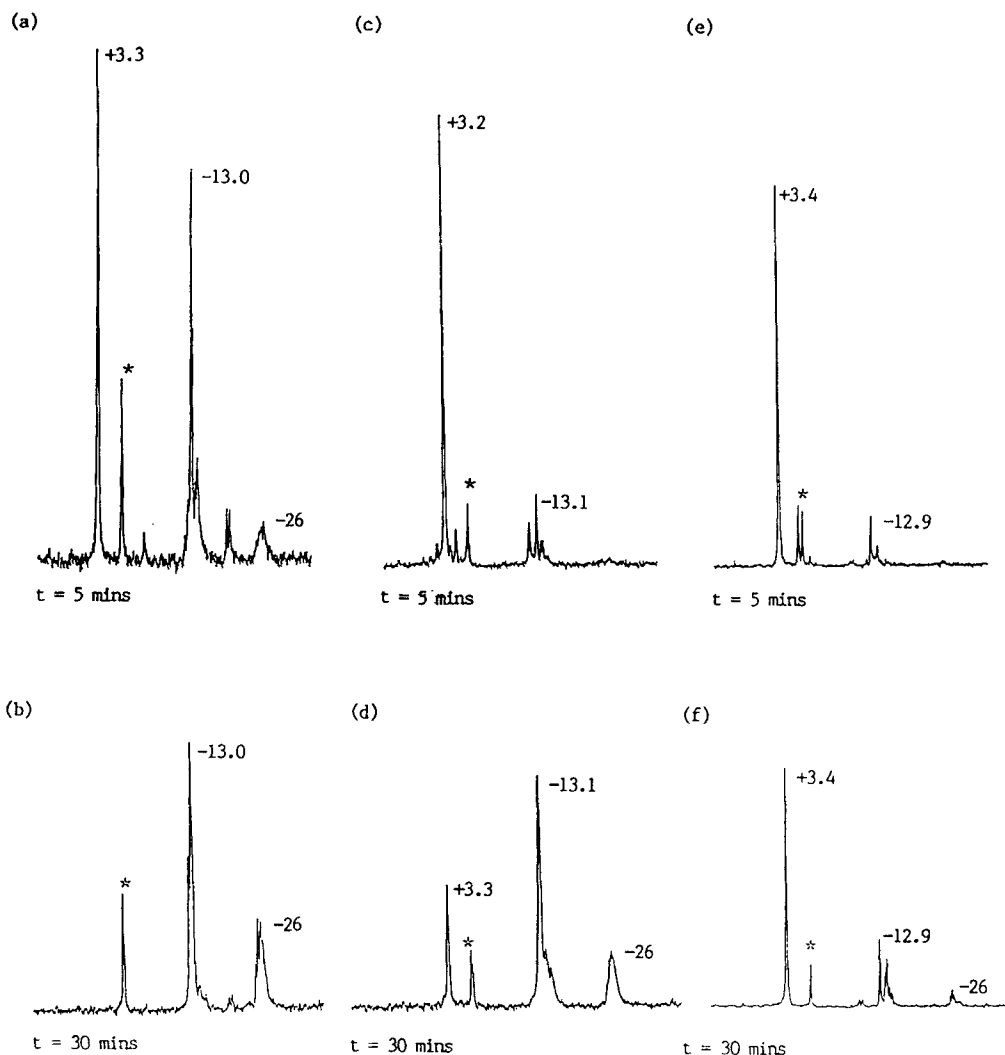 (a)
+3.3
*
-13.0
-26
t = 5 mins
(c)
+3.2
*
-13.1
t = 5 mins
(e)
+3.4
*
-12.9
t = 5 mins
(b)
*
-13.0
-26
t = 30 mins
(d)
+3.3
*
-13.1
-26
t = 30 mins
(f)
+3.4
*
-12.9
-26
t = 30 mins